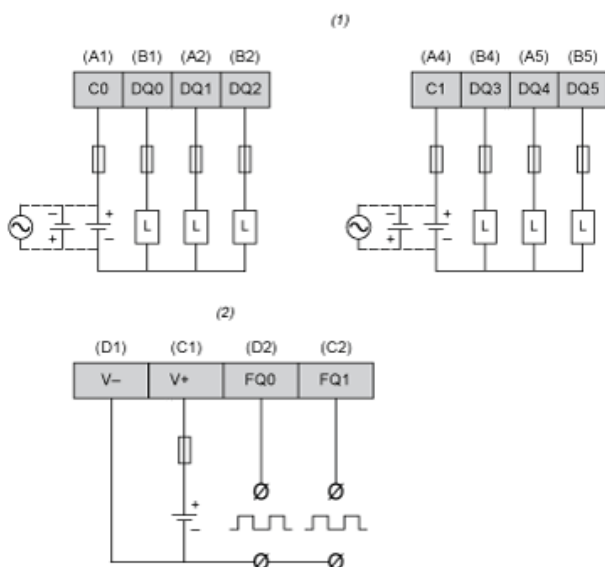 (1)
(A1) (B1) (A2) (B2)
C0 DQ0 DQ1 DQ2
(A4) (B4) (A5) (B5)
C1 DQ3 DQ4 DQ5
− + L L L
+ −
− + L L L
+ −
(2)
(D1) (C1) (D2) (C2)
V– V+ FQ0 FQ1
+
−